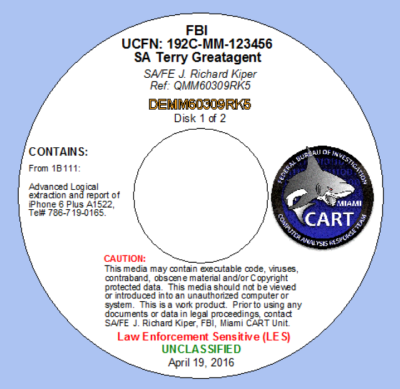 FBI
UCFN: 192C-MM-123456
SA Terry Greatagent
SA/FE J. Richard Kiper
Ref: QMM60309RK5
DEMM60309RK5
Disk 1 of 2
CONTAINS:
From 1B111:
Advanced Logical
extraction and report of
iPhone 6 Plus A1522,
Tel# 786-719-0165.
FEDERAL BUREAU OF INVESTIGATION
MIAMI
CART
COMPUTER ANALYSIS RESPONSE TEAM
CAUTION:
This media may contain executable code, viruses,
contraband, obscene material and/or Copyright
protected data. This media should not be viewed
or introduced into an unauthorized computer or
system. This is a work product. Prior to using any
documents or data in legal proceedings, contact
SA/FE J. Richard Kiper, FBI, Miami CART Unit.
Law Enforcement Sensitive (LES)
UNCLASSIFIED
April 19, 2016